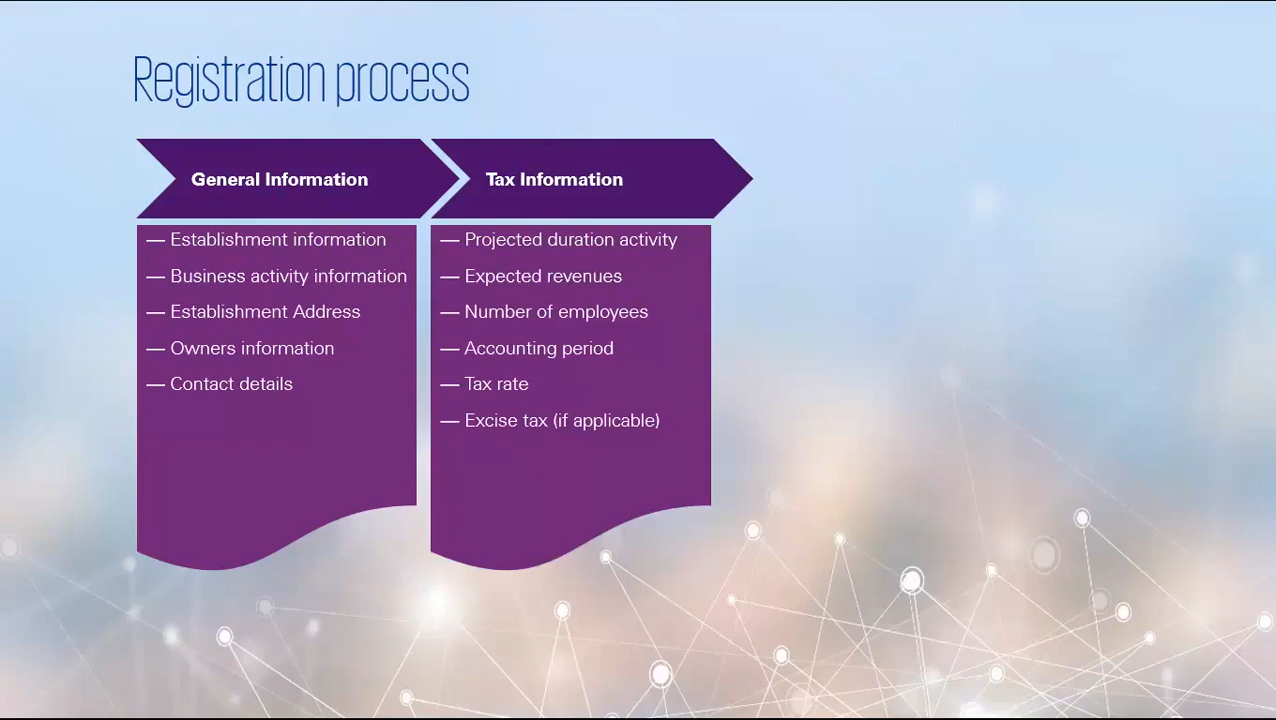 Registration process
General Information
— Establishment information
— Business activity information
— Establishment Address
— Owners information
— Contact details
Tax Information
— Projected duration activity
— Expected revenues
— Number of employees
— Accounting period
— Tax rate
— Excise tax (if applicable)